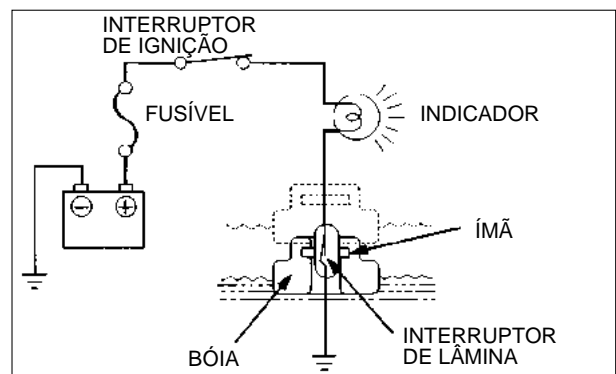 INTERRUPTOR
DE IGNIÇÃO
FUSÍVEL
INDICADOR
ÍMÃ
BÓIA
INTERRUPTOR
DE LÂMINA